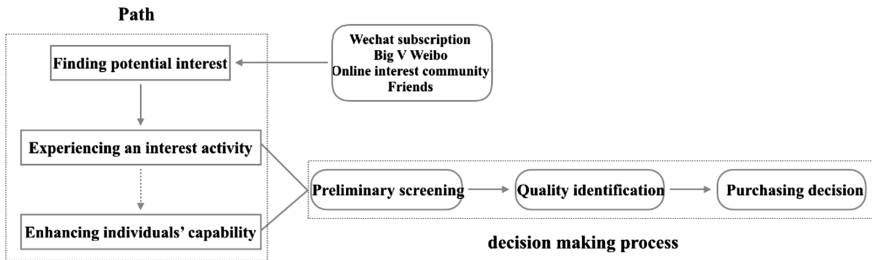 Path
Finding potential interest
Wechat subscription
Big V Weibo
Online interest community
Friends
Experiencing an interest activity
Preliminary screening
Quality identification
Purchasing decision
Enhancing individuals’ capability
decision making process